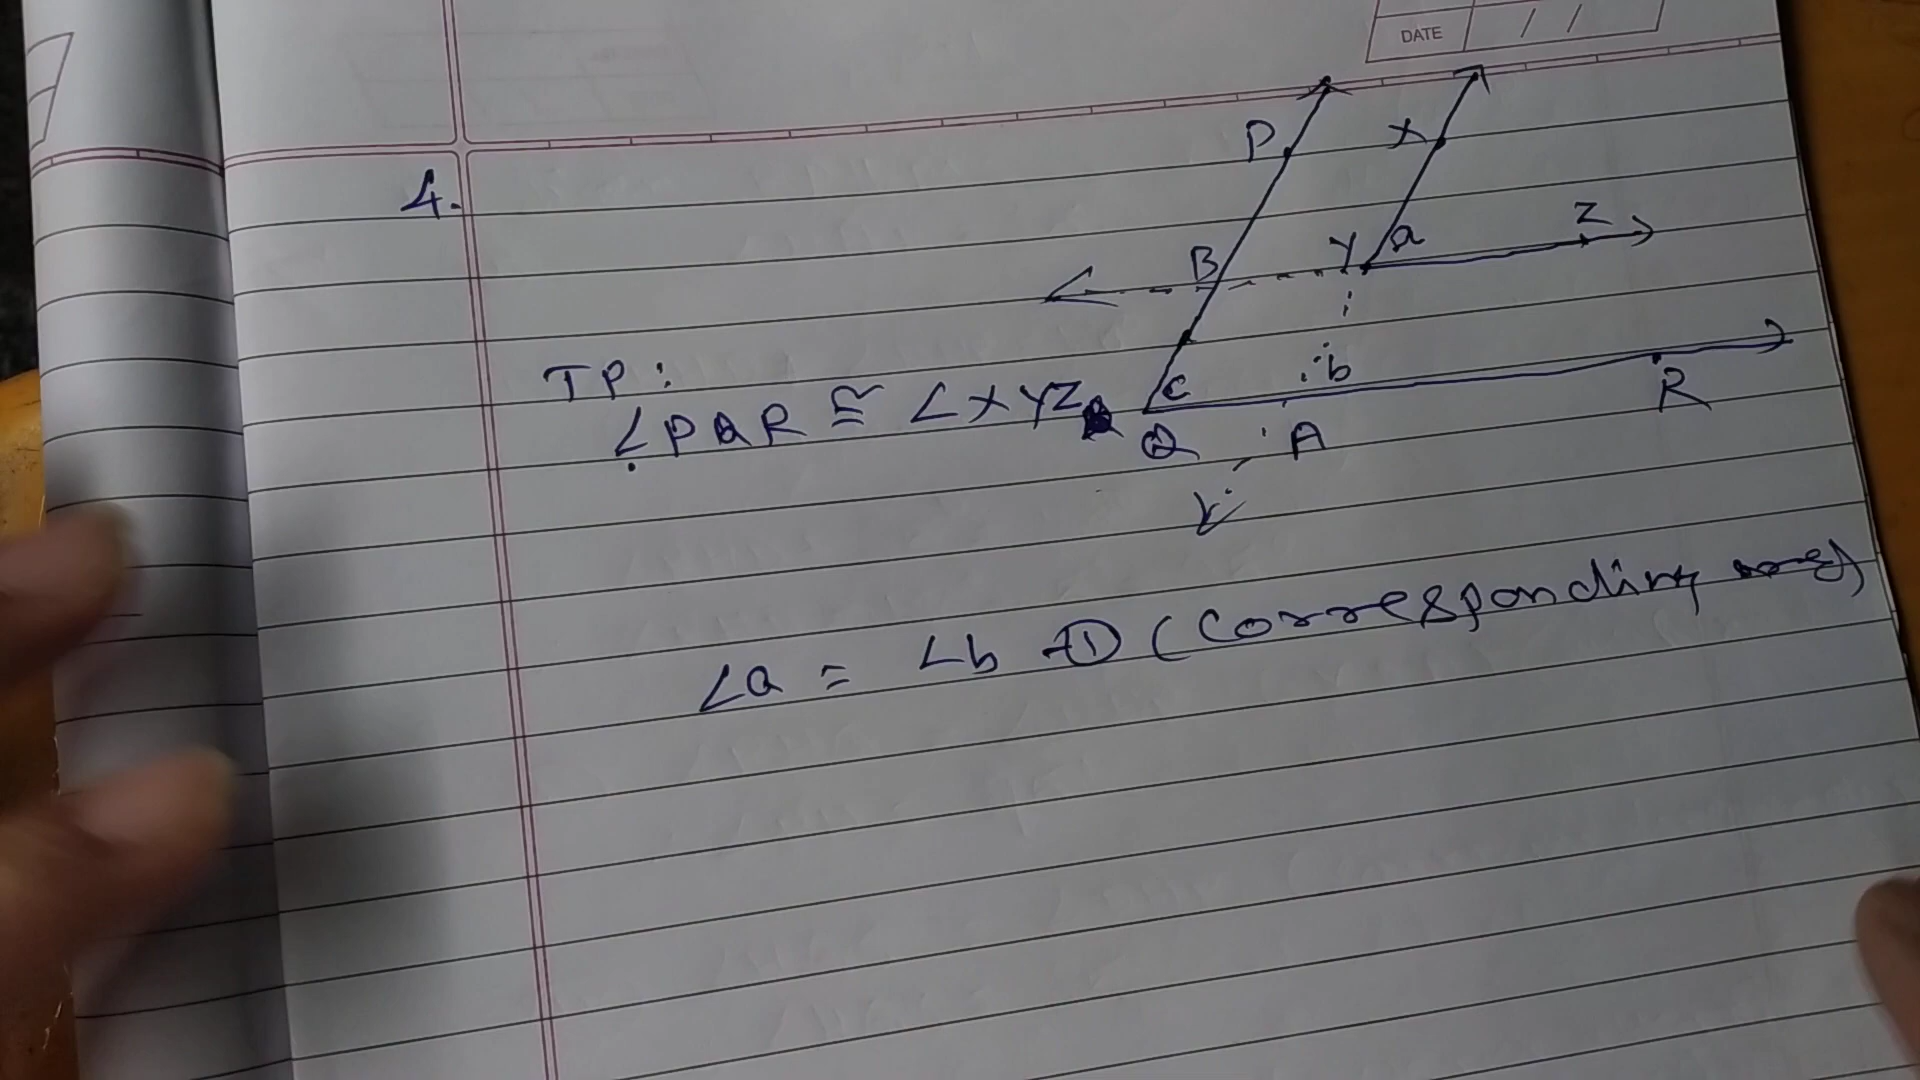 DATE / /
4.
P X
B Y a Z
C b R
Q A
TP:
∠PQR ≅ ∠XYZ
∠a = ∠b -① (Corresponding